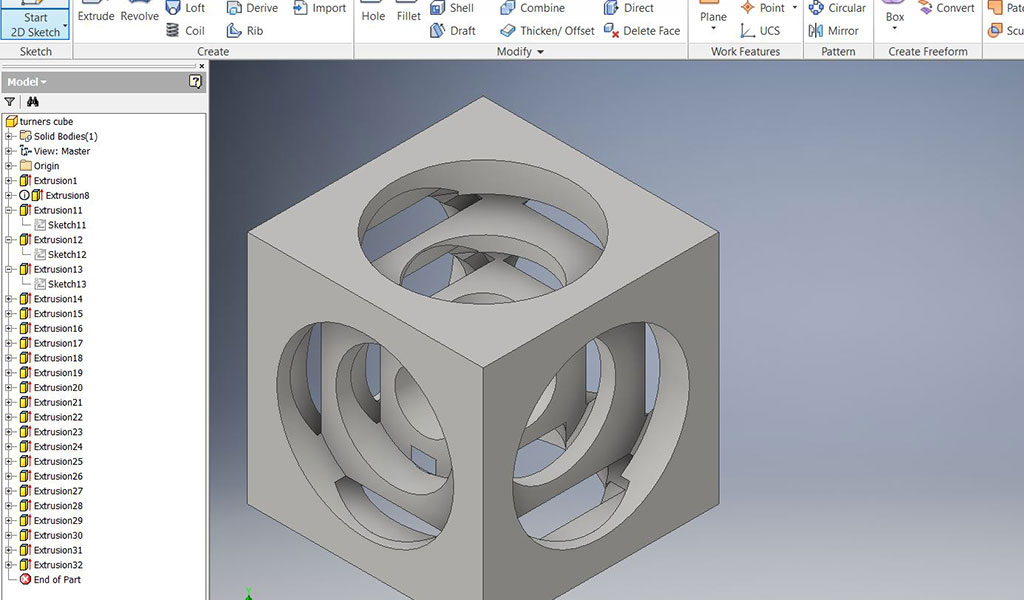 Start
2D Sketch
Extrude Revolve Loft Coil Derive Rib Import
Hole Fillet Shell Draft Combine Thicken/ Offset Direct Delete Face
Plane Point UCS
Circular Mirror
Box Convert
Sketch Create Modify Work Features Pattern Create Freeform
Model
turners cube
Solid Bodies(1)
View: Master
Origin
Extrusion1
Extrusion8
Extrusion11
Sketch11
Extrusion12
Sketch12
Extrusion13
Sketch13
Extrusion14
Extrusion15
Extrusion16
Extrusion17
Extrusion18
Extrusion19
Extrusion20
Extrusion21
Extrusion22
Extrusion23
Extrusion24
Extrusion25
Extrusion26
Extrusion27
Extrusion28
Extrusion29
Extrusion30
Extrusion31
Extrusion32
End of Part